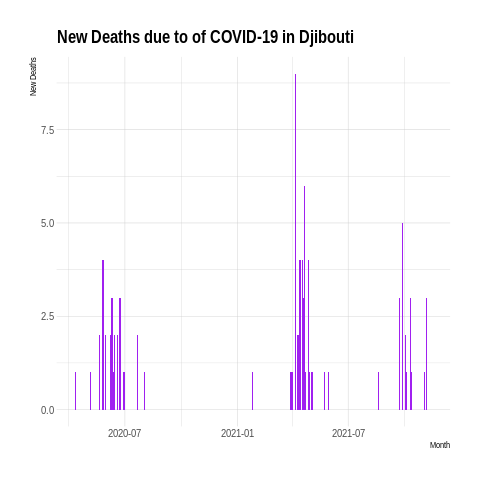 New Deaths due to of COVID-19 in Djibouti
New Deaths
7.5
5.0
2.5
0.0
2020-07 2021-01 2021-07
Month